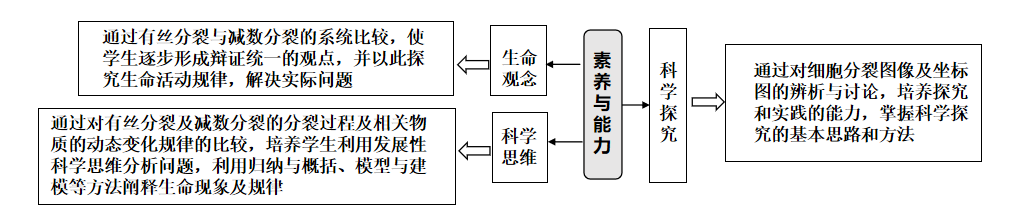 通过有丝分裂与减数分裂的系统比较，使
学生逐步形成辩证统一的观点，并以此探
究生命活动规律，解决实际问题
生命
观念
通过对有丝分裂及减数分裂的分裂过程及相关物
质的动态变化规律的比较，培养学生利用发展性
科学思维分析问题，利用归纳与概括、模型与建
模等方法阐释生命现象及规律
科学
思维
素养与能力
科学探究
通过对细胞分裂图像及坐标
图的辨析与讨论，培养探究
和实践的能力，掌握科学探
究的基本思路和方法